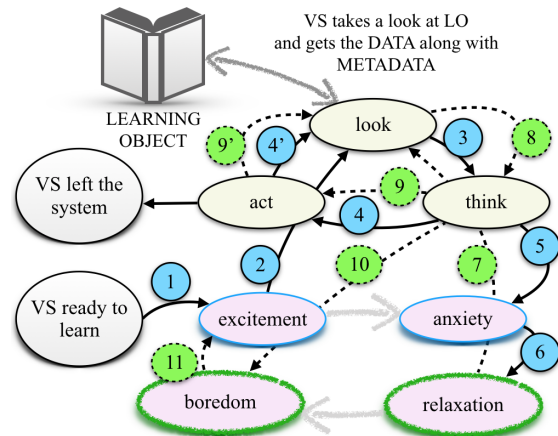 VS takes a look at LO
and gets the DATA along with
METADATA
LEARNING
OBJECT
look
9’
4’
3
8
VS left the
system
act
9
think
4
5
2
10
7
1
VS ready to
learn
excitement
anxiety
11
6
boredom
relaxation